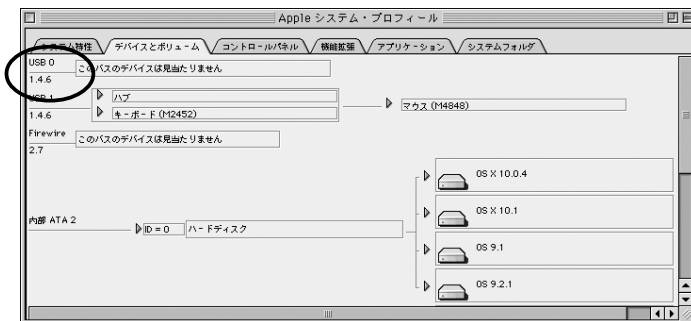 Apple システム・プロフィール
システム特性 デバイスとボリューム コントロールパネル 機能拡張 アプリケーション システムフォルダ
USB 0 このバスのデバイスは見当たりません
1.4.6
USB 1 ハブ
キーボード (M2452) マウス (M4848)
1.4.6
Firewire このバスのデバイスは見当たりません
2.7
OS X 10.0.4
OS X 10.1
内部 ATA 2 ID = 0 ハードディスク
OS 9.1
OS 9.2.1